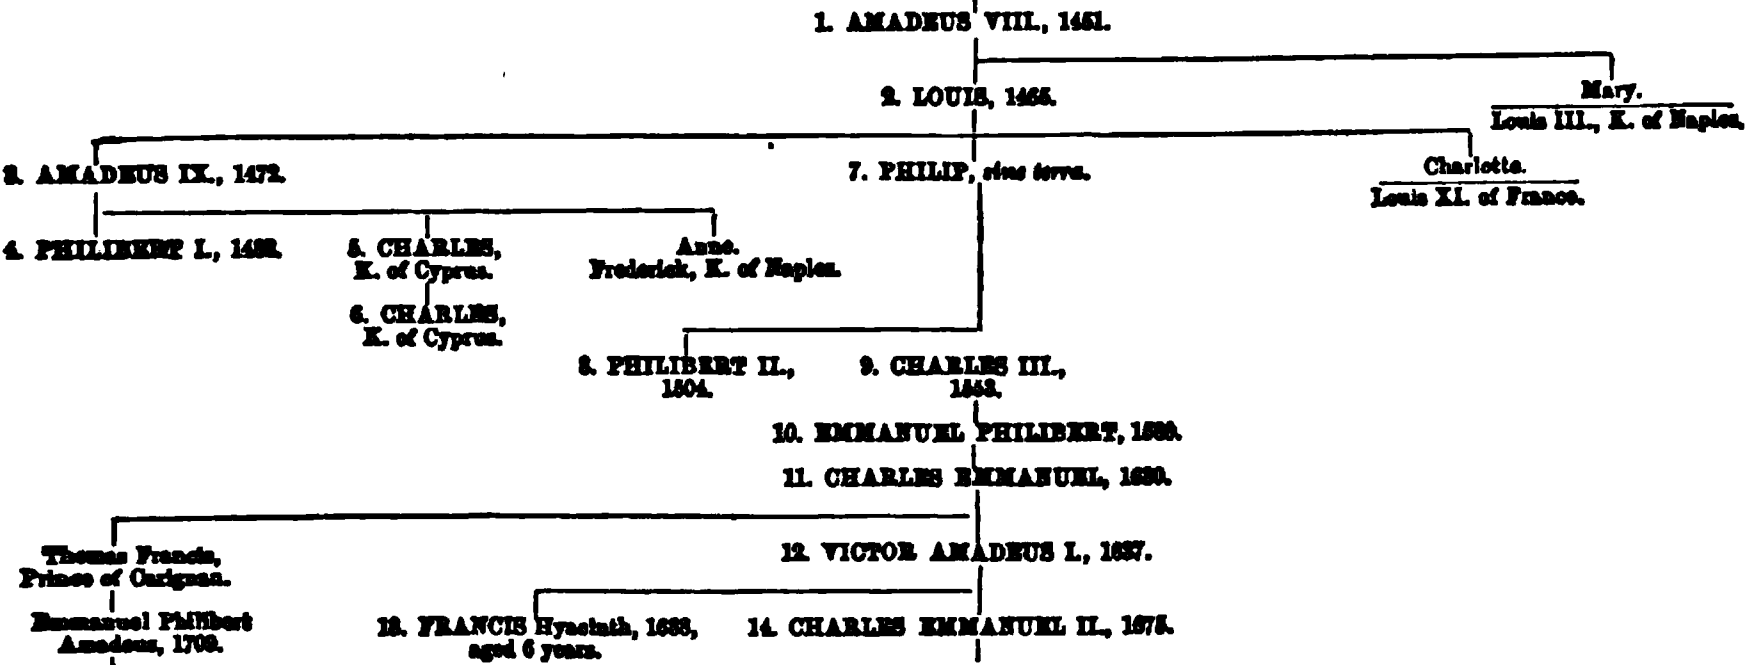 1. AMADEUS VIII., 1451.
2. LOUIS, 1465.
Mary.
Louis III., K. of Naples.
3. AMADEUS IX., 1472.
7. PHILIP, sine terra.
Charlotte.
Louis XI. of France.
4. PHILIBERT I., 1482.
5. CHARLES,
K. of Cyprus.
Anne.
Frederick, K. of Naples.
6. CHARLES,
K. of Cyprus.
8. PHILIBERT II.,
1504.
9. CHARLES III.,
1553.
10. EMMANUEL PHILIBERT, 1580.
11. CHARLES EMMANUEL, 1630.
Thomas Francis,
Prince of Carignan.
12. VICTOR AMADEUS I., 1637.
Emmanuel Philibert
Amadeus, 1709.
13. FRANCIS Hyacinth, 1638,
aged 6 years.
14. CHARLES EMMANUEL II., 1675.